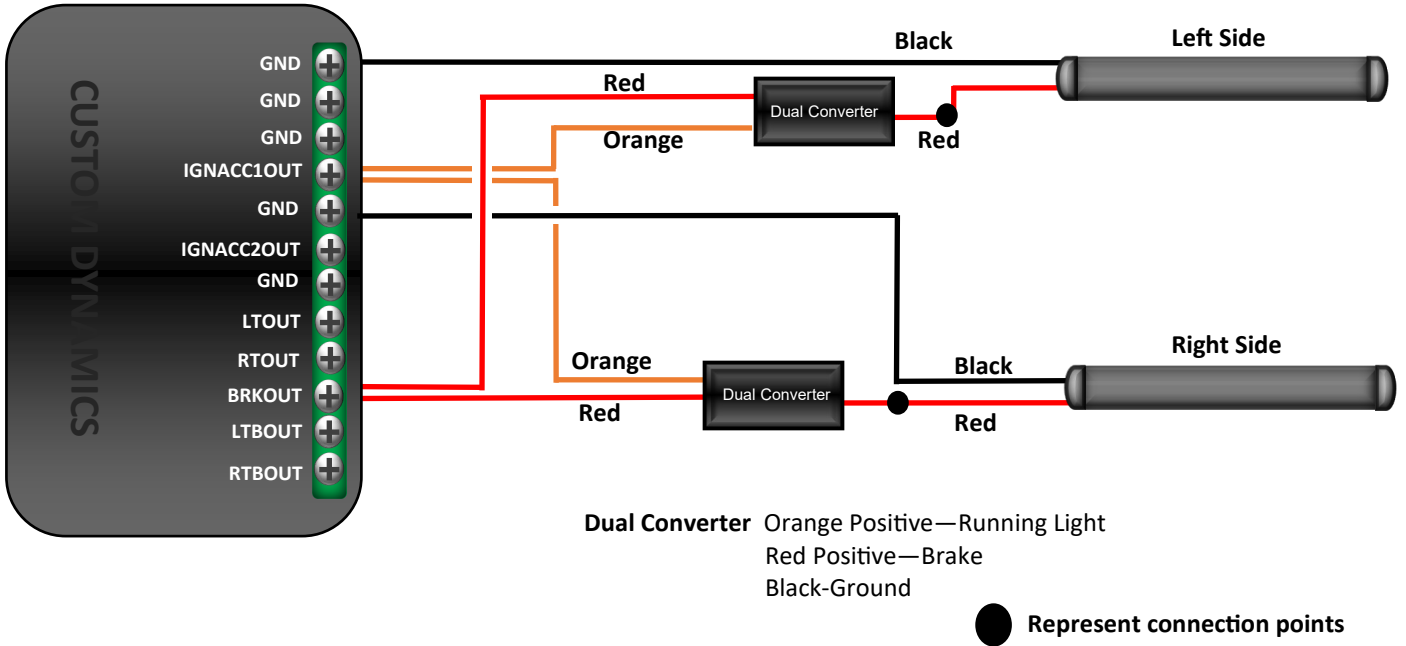 CUSTOM DYNAMICS
GND
GND
GND
IGNACC1OUT
GND
IGNACC2OUT
GND
LTOUT
RTOUT
BRKOUT
LTBOUT
RTBOUT
Black
Left Side
Red
Dual Converter
Orange
Red
Right Side
Orange
Black
Dual Converter
Red
Red
Dual Converter Orange Positive—Running Light
Red Positive—Brake
Black-Ground
Represent connection points